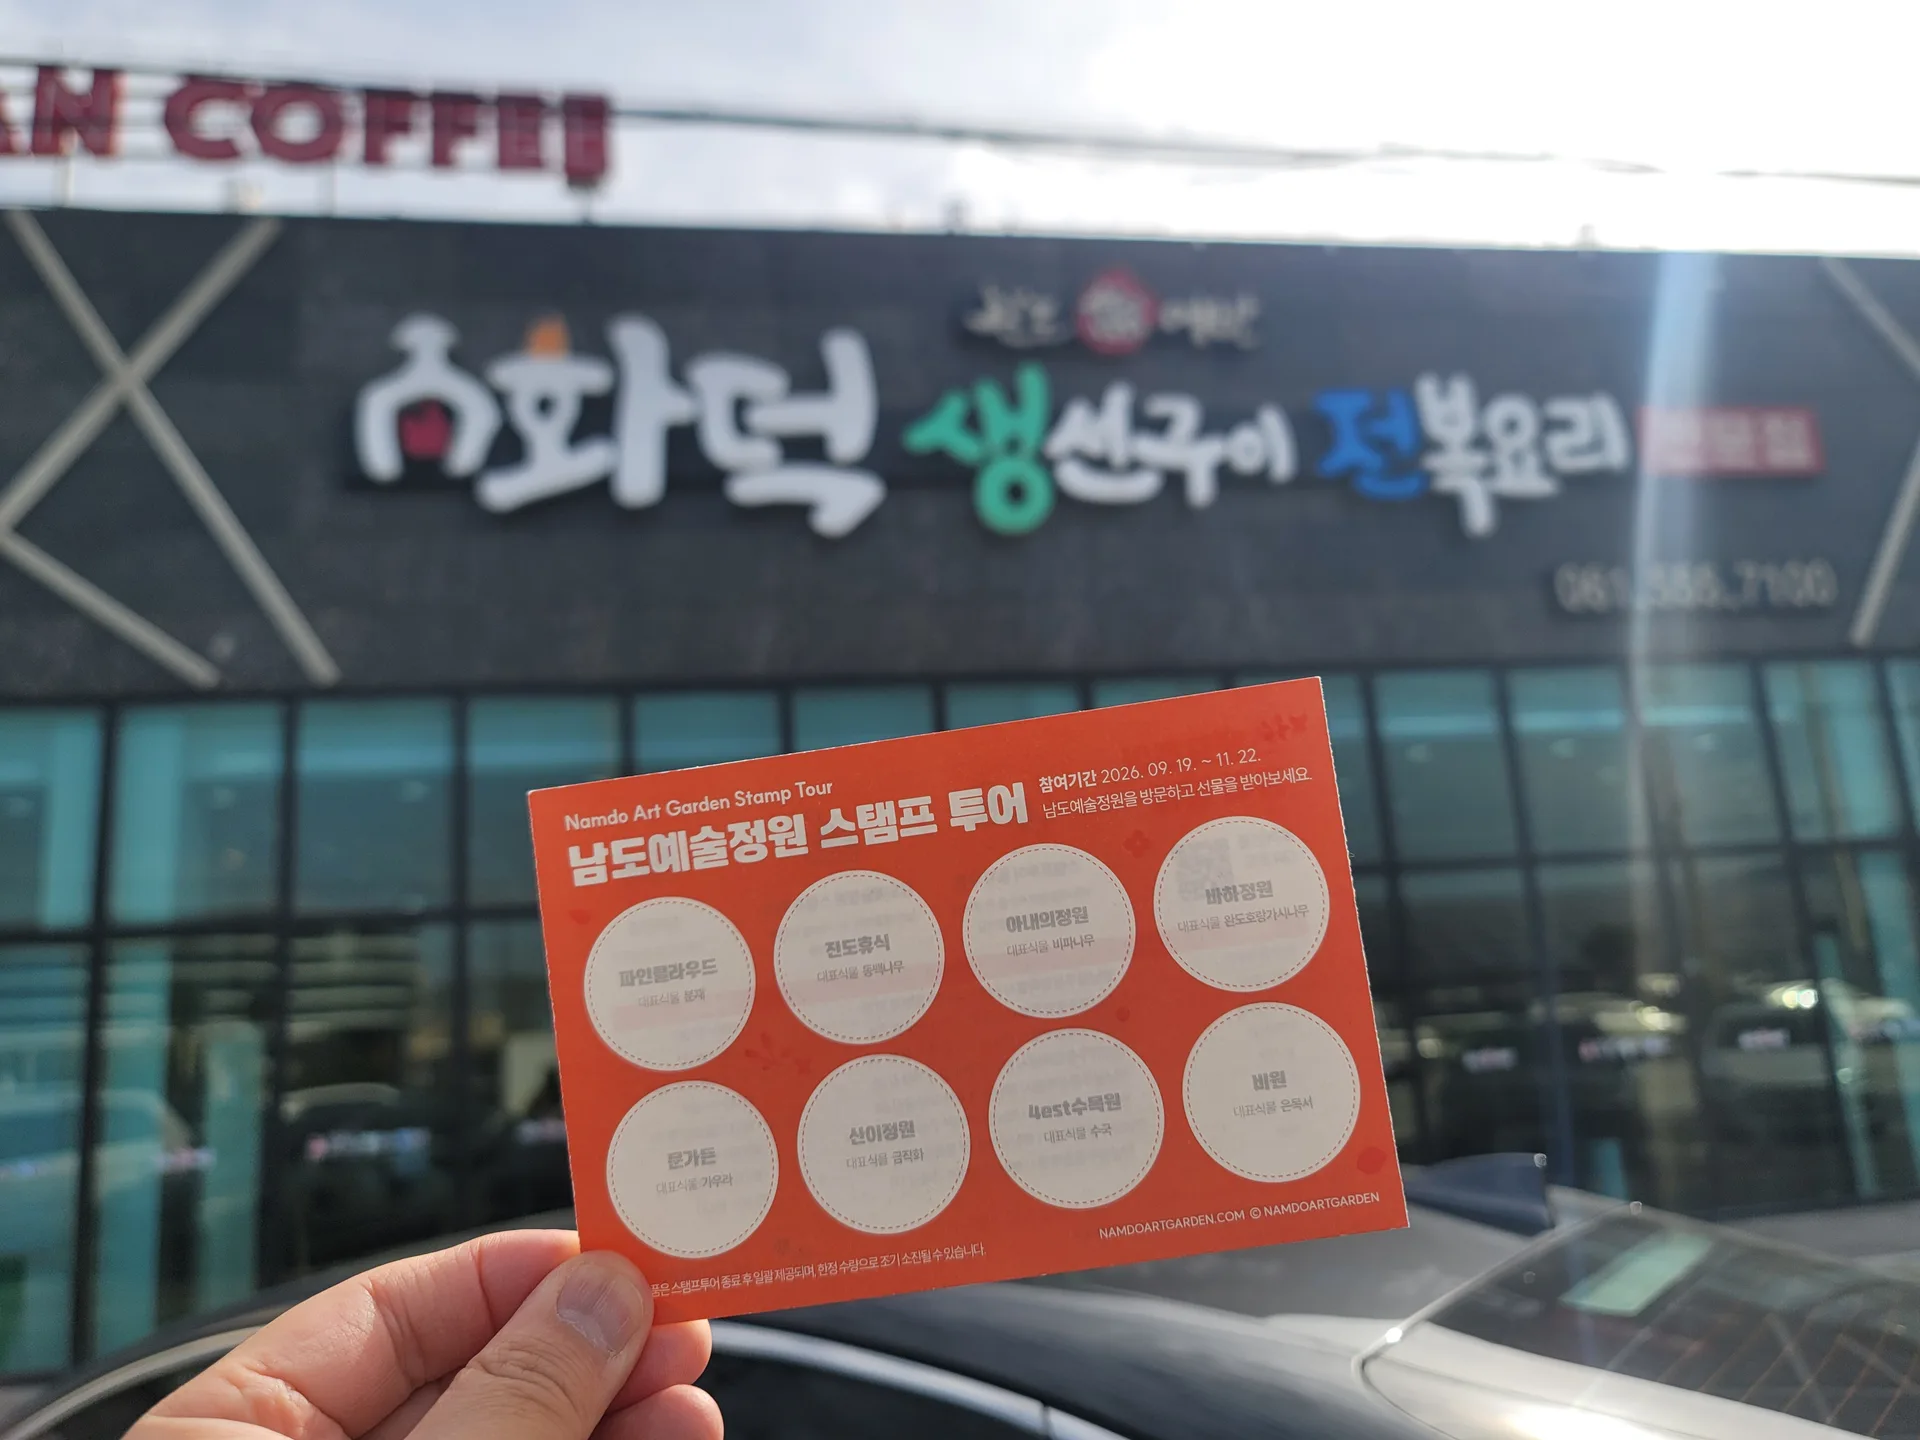 AN COFFEE
화덕 생선구이 전복요리
Namdo Art Garden Stamp Tour
남도예술정원 스탬프 투어
참여기간 2026. 09. 19. ~ 11. 22.
남도예술정원을 방문하고 선물을 받아보세요.
파인클라우드
대표식물 분재
진도휴식
대표식물 동백나무
아내의정원
대표식물 비파나무
바하정원
대표식물 완도호랑가시나무
문가든
대표식물 가우라
산이정원
대표식물 금작화
4est수목원
대표식물 수국
비원
대표식물 은목서
품은 스탬프투어 종료 후 일괄 제공되며, 한정 수량으로 조기 소진될 수 있습니다.
NAMDOARTGARDEN.COM © NAMDOARTGARDEN